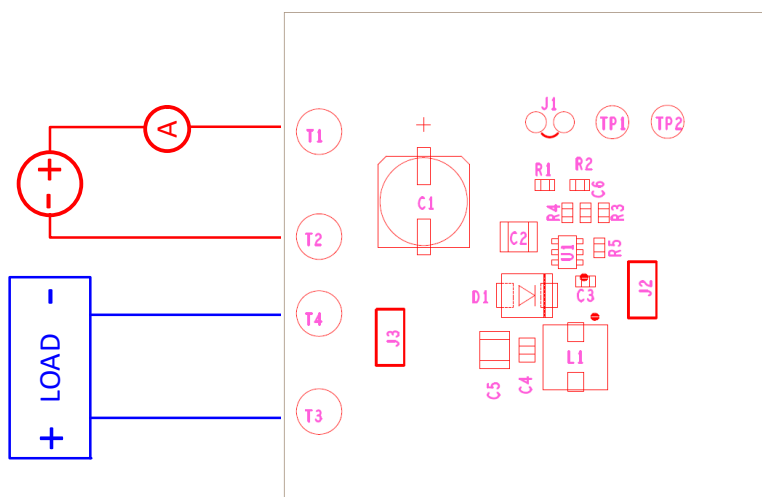 J1
TP1
TP2
A
T1
+
R1
R2
C6
C1
R4
R3
+
-
T2
C2
U1
R5
D1
C3
J2
-
T4
J3
LOAD
C5
C4
L1
+
T3